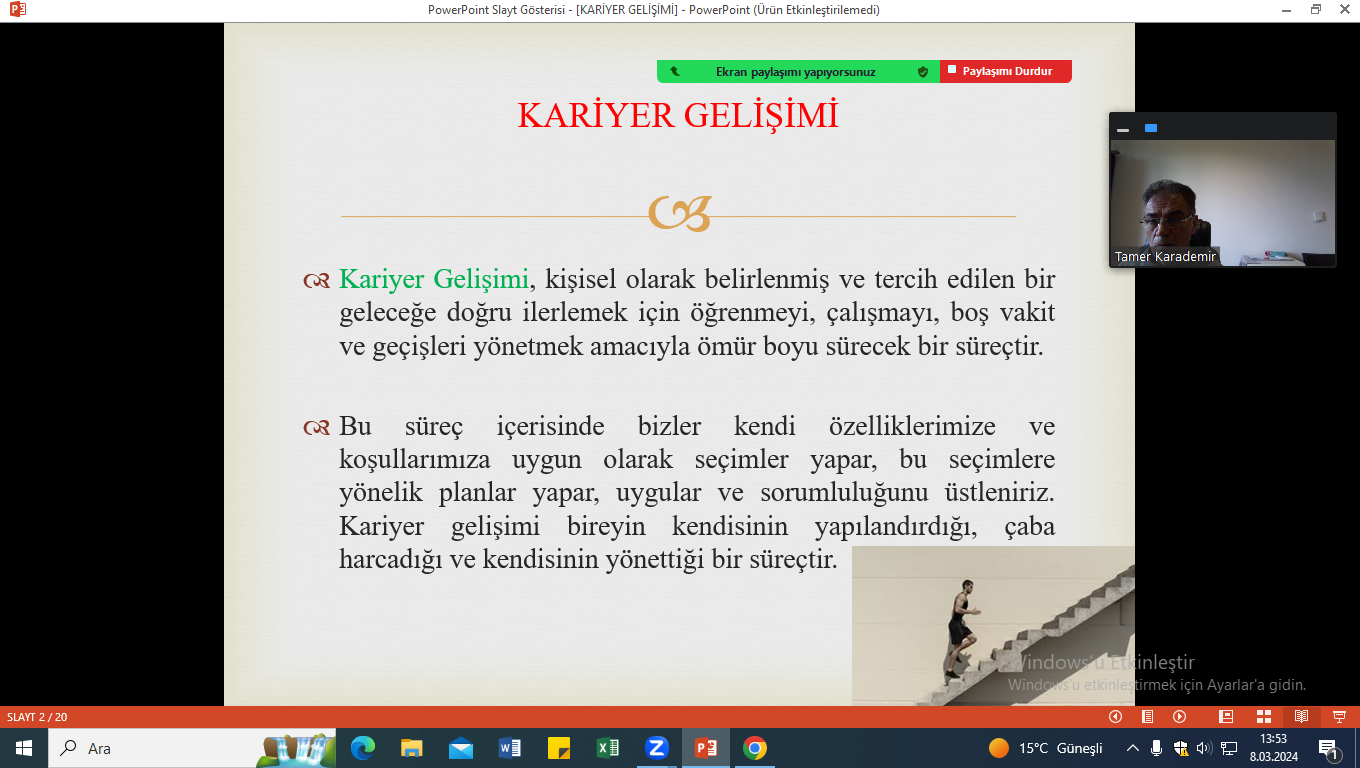 PowerPoint Slayt Gösterisi - [KARİYER GELİŞİMİ] - PowerPoint (Ürün Etkinleştirilemedi)
Ekran paylaşımı yapıyorsunuz
Paylaşımı Durdur
KARİYER GELİŞİMİ
Tamer Karademir
Kariyer Gelişimi, kişisel olarak belirlenmiş ve tercih edilen bir
geleceğe doğru ilerlemek için öğrenmeyi, çalışmayı, boş vakit
ve geçişleri yönetmek amacıyla ömür boyu sürecek bir süreçtir.
Bu süreç içerisinde bizler kendi özelliklerimize ve
koşullarımıza uygun olarak seçimler yapar, bu seçimlere
yönelik planlar yapar, uygular ve sorumluluğunu üstleniriz.
Kariyer gelişimi bireyin kendisinin yapılandırdığı, çaba
harcadığı ve kendisinin yönettiği bir süreçtir.
Windows'u Etkinleştir
Windows'u etkinleştirmek için Ayarlar'a gidin.
SLAYT 2 / 20
Ara
15°C Güneşli
13:53
8.03.2024
1